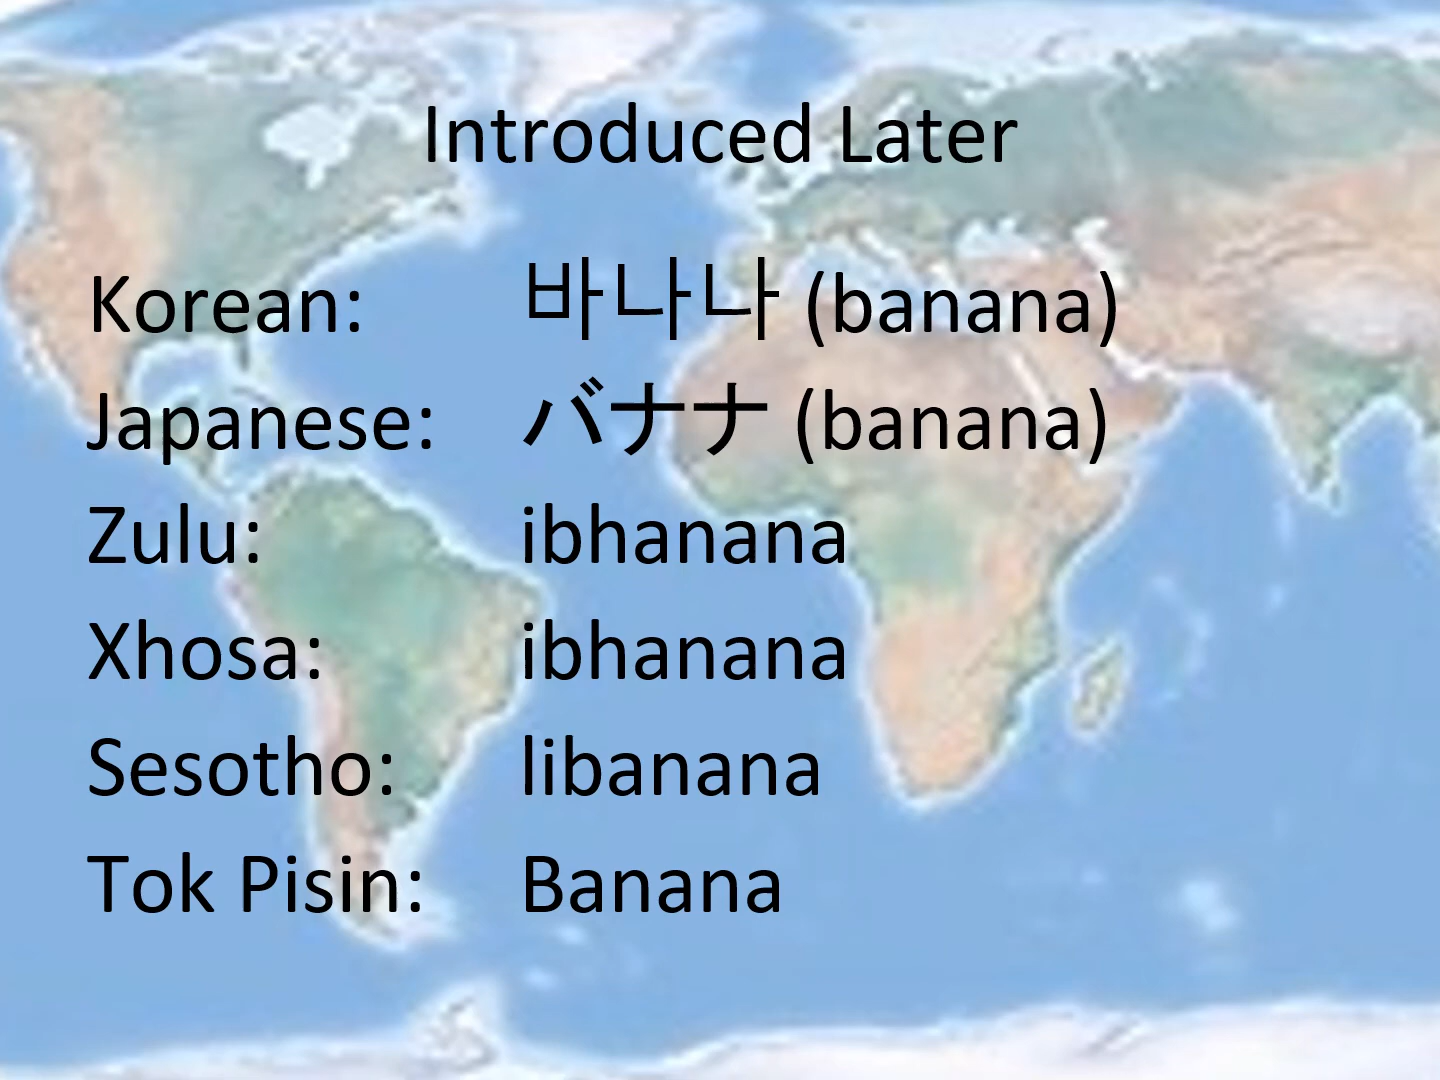 Introduced Later
Korean: 바나나 (banana)
Japanese: バナナ (banana)
Zulu: ibhanana
Xhosa: ibhanana
Sesotho: libanana
Tok Pisin: Banana